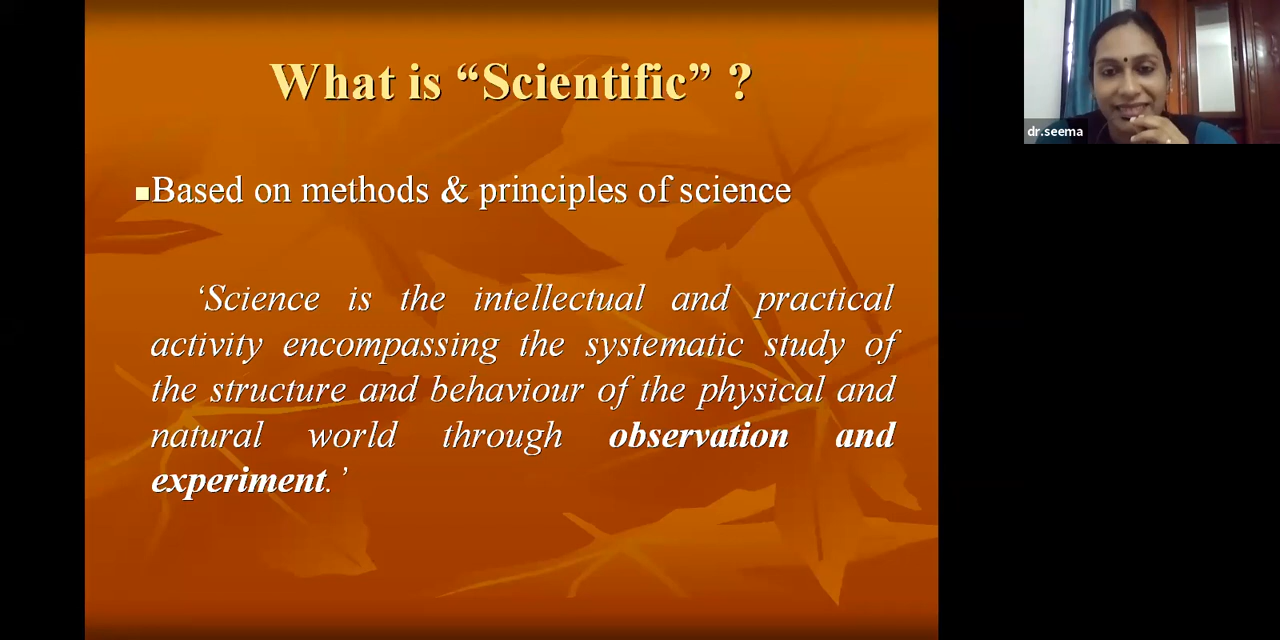 What is “Scientific” ?
Based on methods & principles of science
‘Science is the intellectual and practical
activity encompassing the systematic study of
the structure and behaviour of the physical and
natural world through observation and
experiment.’
dr.seema